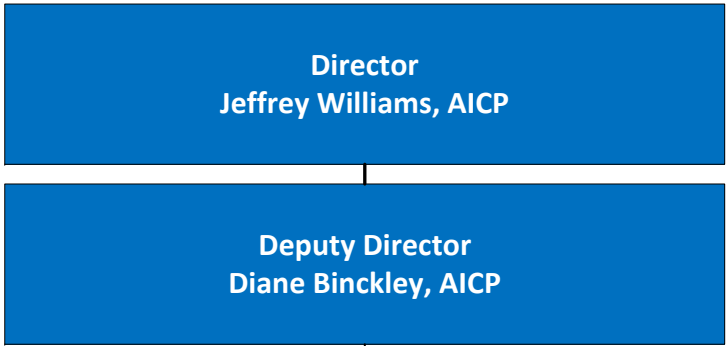 Director
Jeffrey Williams, AICP
Deputy Director
Diane Binckley, AICP